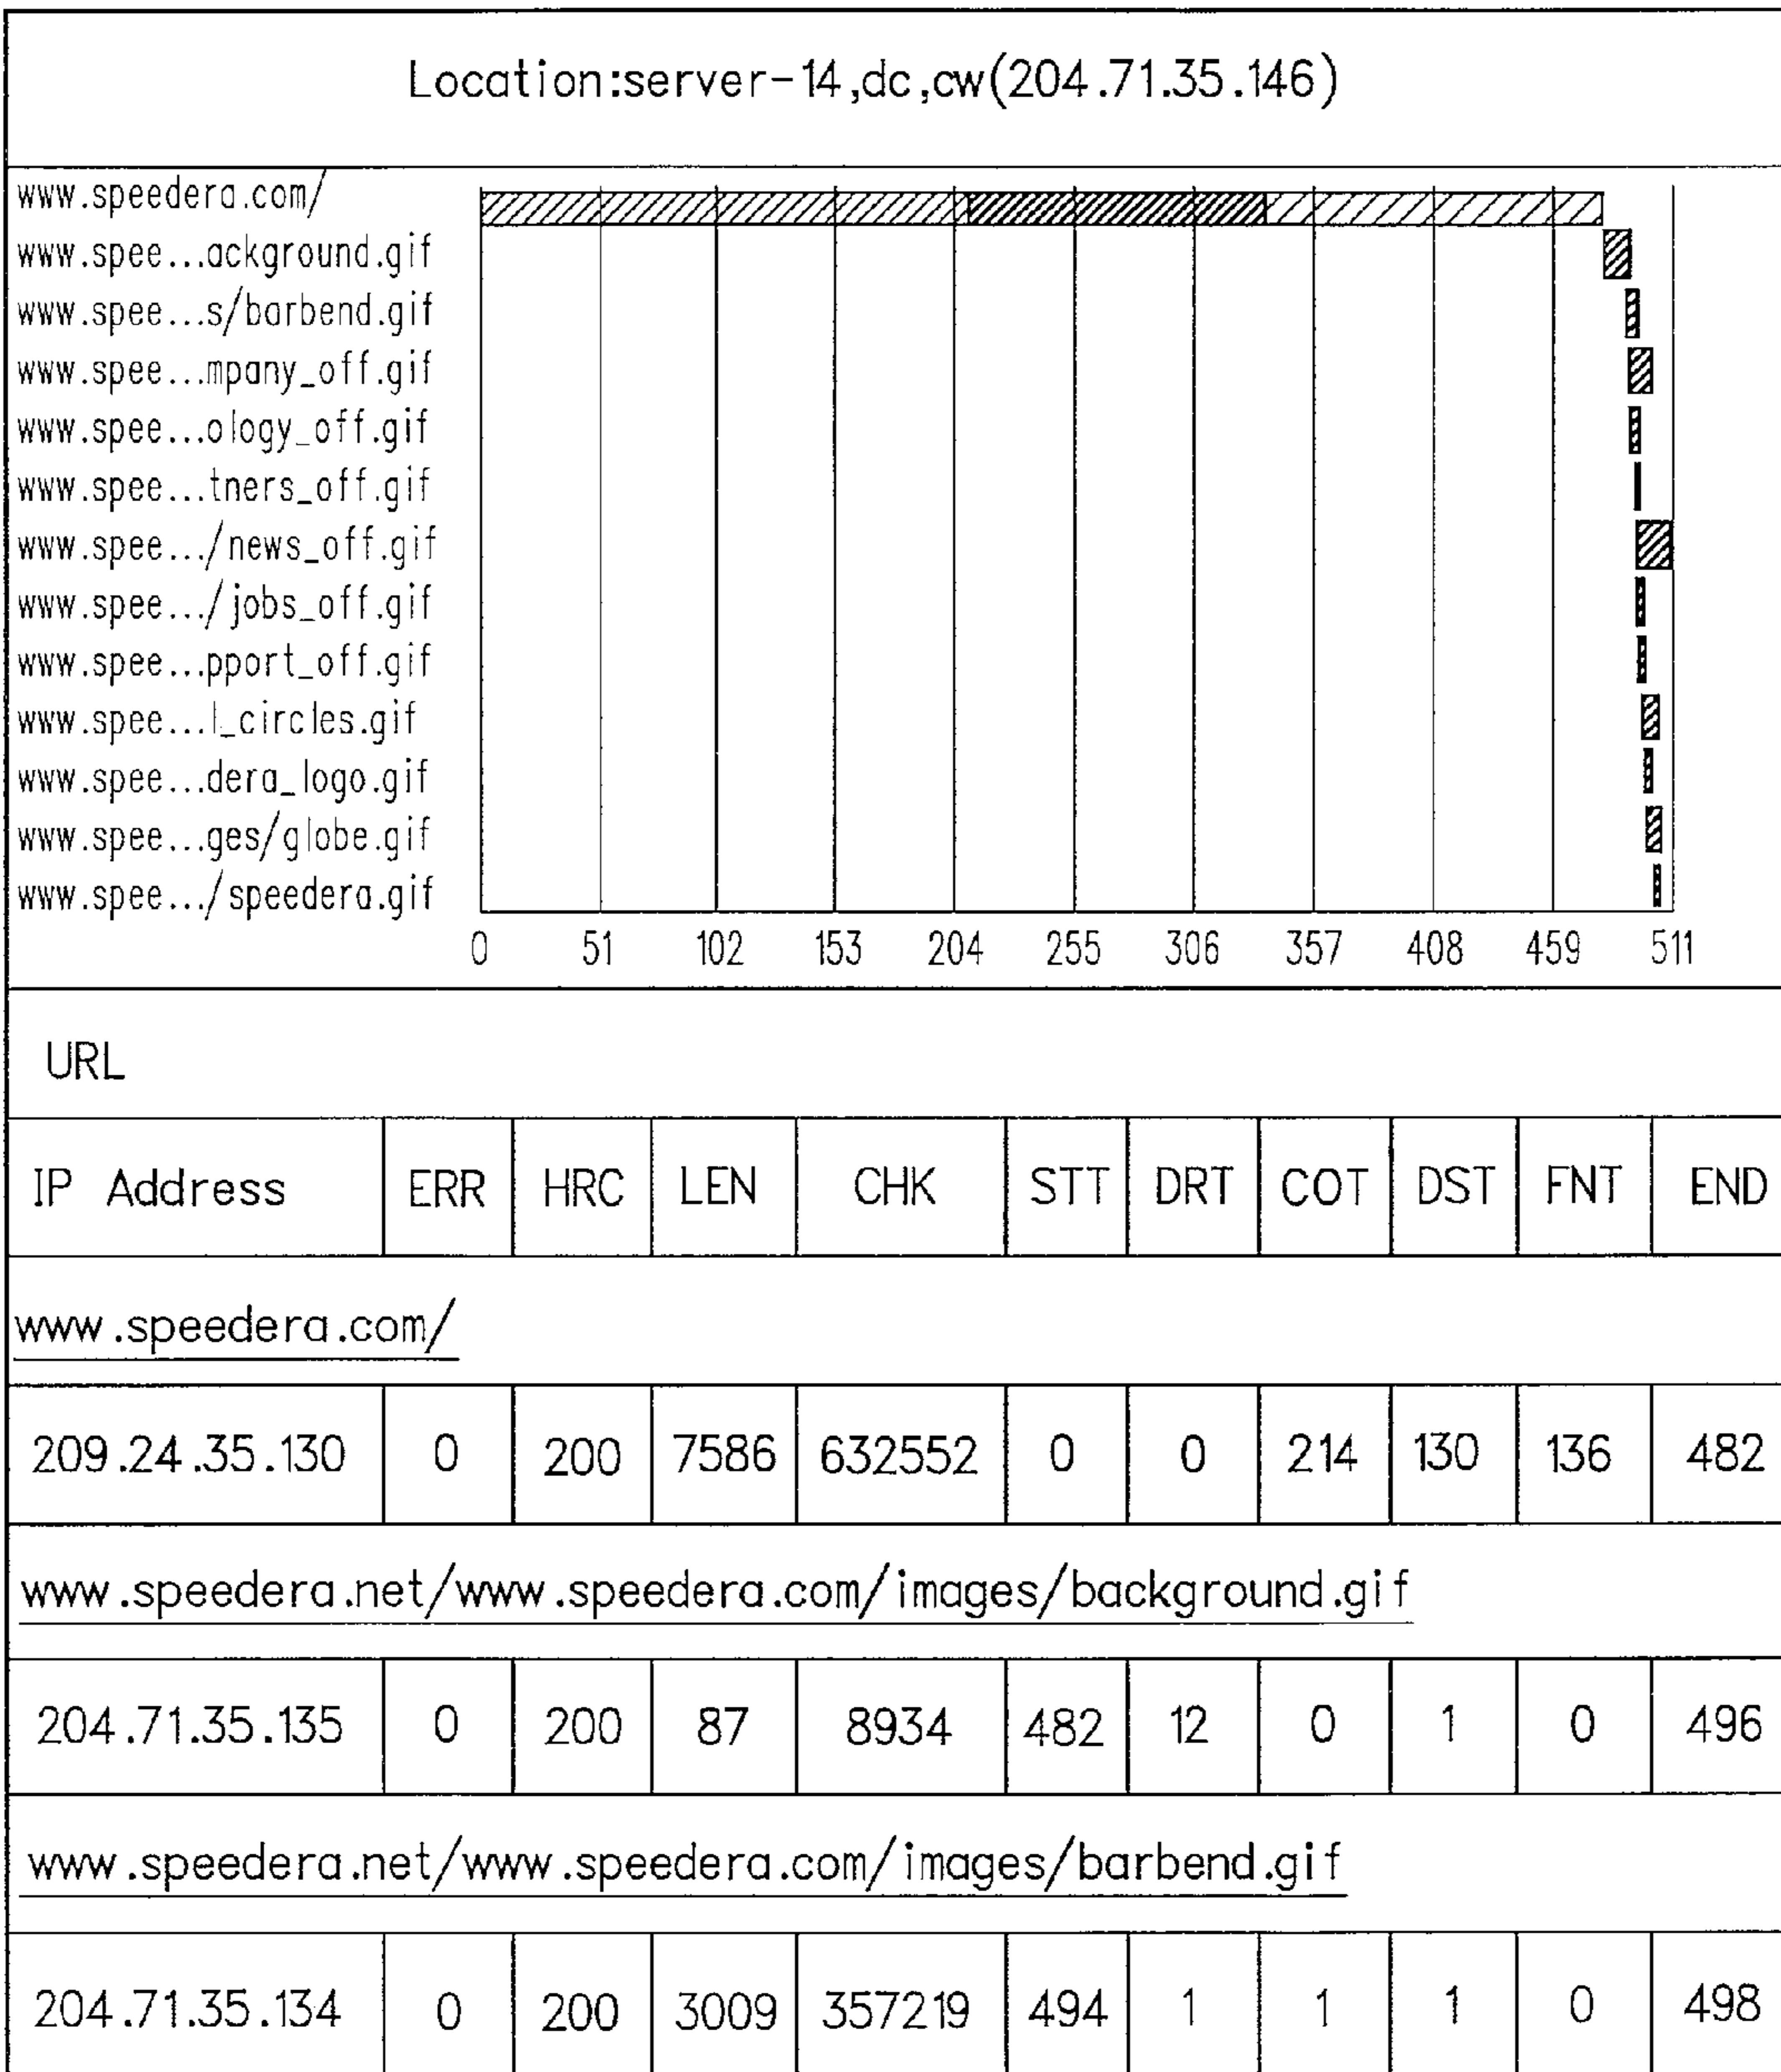 Location:server-14,dc,cw(204.71.35.146)
www.speedera.com/
www.spee...ackground.gif
www.spee...s/barbend.gif
www.spee...mpany_off.gif
www.spee...ology_off.gif
www.spee...tners_off.gif
www.spee.../news_off.gif
www.spee.../jobs_off.gif
www.spee...pport_off.gif
www.spee...l_circles.gif
www.spee...dera_logo.gif
www.spee...ges/globe.gif
www.spee.../speedera.gif
0 51 102 153 204 255 306 357 408 459 511
URL
IP Address ERR HRC LEN CHK STT DRT COT DST FNT END
www.speedera.com/
209.24.35.130 0 200 7586 632552 0 0 214 130 136 482
www.speedera.net/www.speedera.com/images/background.gif
204.71.35.135 0 200 87 8934 482 12 0 1 0 496
www.speedera.net/www.speedera.com/images/barbend.gif
204.71.35.134 0 200 3009 357219 494 1 1 1 0 498